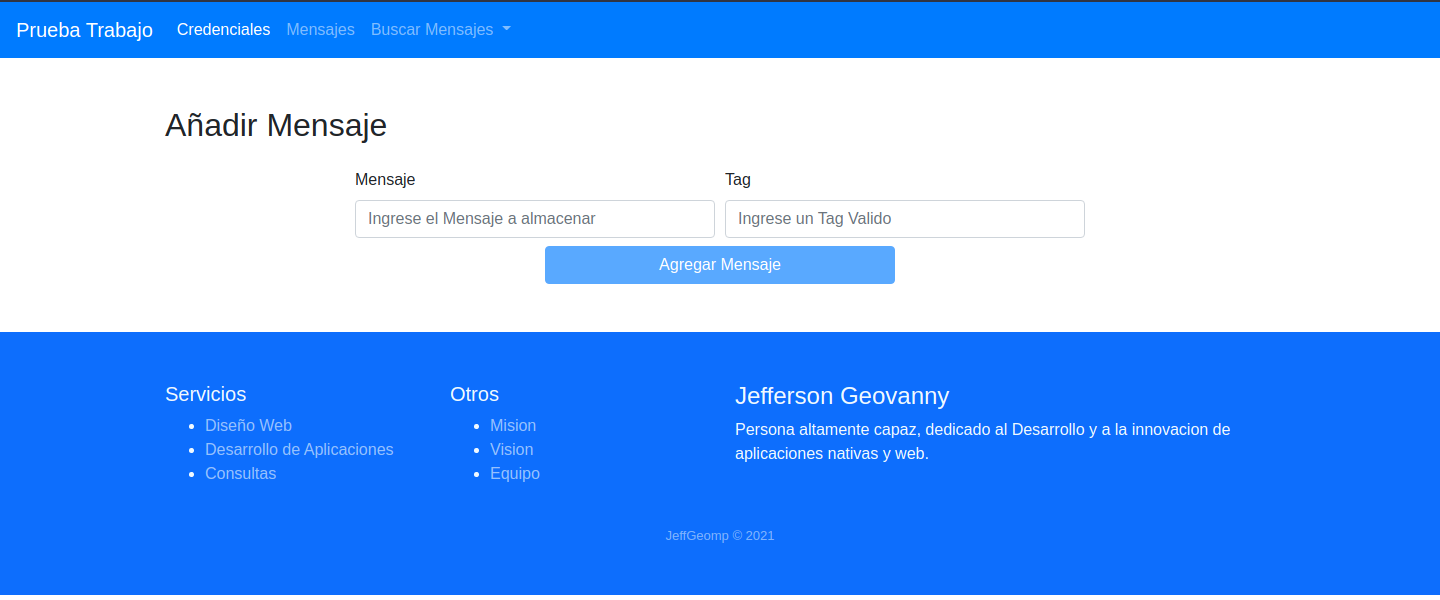 Prueba Trabajo Credenciales Mensajes Buscar Mensajes
Añadir Mensaje
Mensaje Tag
Ingrese el Mensaje a almacenar Ingrese un Tag Valido
Agregar Mensaje
Servicios
Diseño Web
Desarrollo de Aplicaciones
Consultas
Otros
Mision
Vision
Equipo
Jefferson Geovanny
Persona altamente capaz, dedicado al Desarrollo y a la innovacion de
aplicaciones nativas y web.
JeffGeomp © 2021